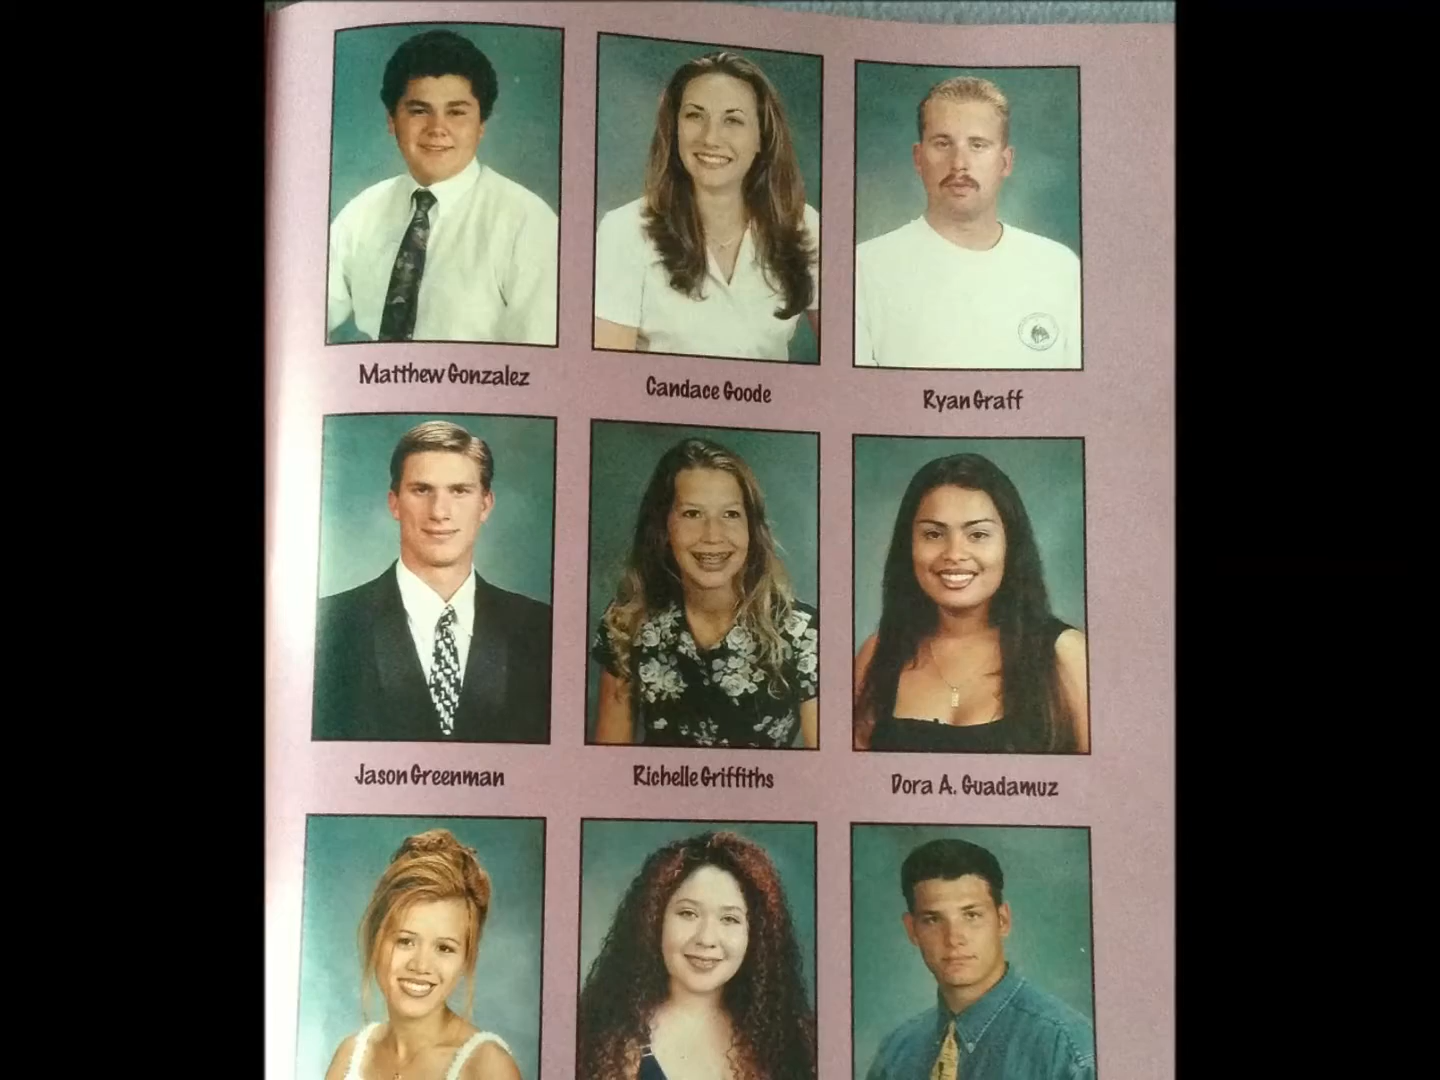 Matthew Gonzalez
Candace Goode
Ryan Graff
Jason Greenman
Richelle Griffiths
Dora A. Guadamuz